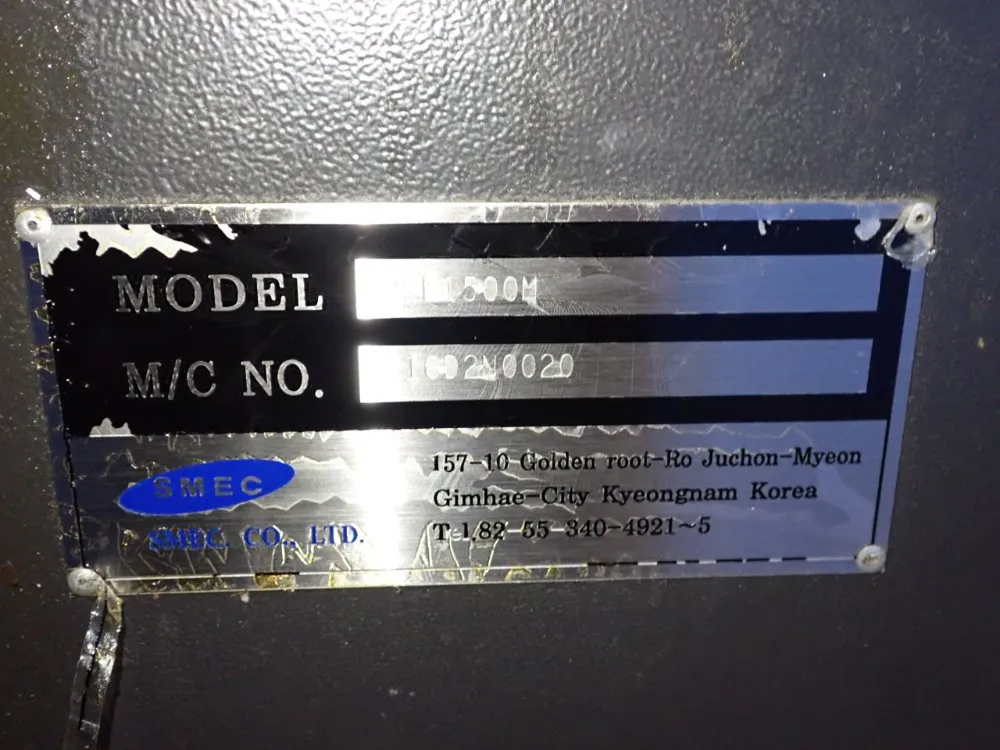 MODEL
M/C NO.
SMEC
SMEC. CO., LTD.
157-10 Golden root-Ro Juchon-Myeon
Gimhae-City Kyeongnam Korea
T l.82 55 340-4921~5